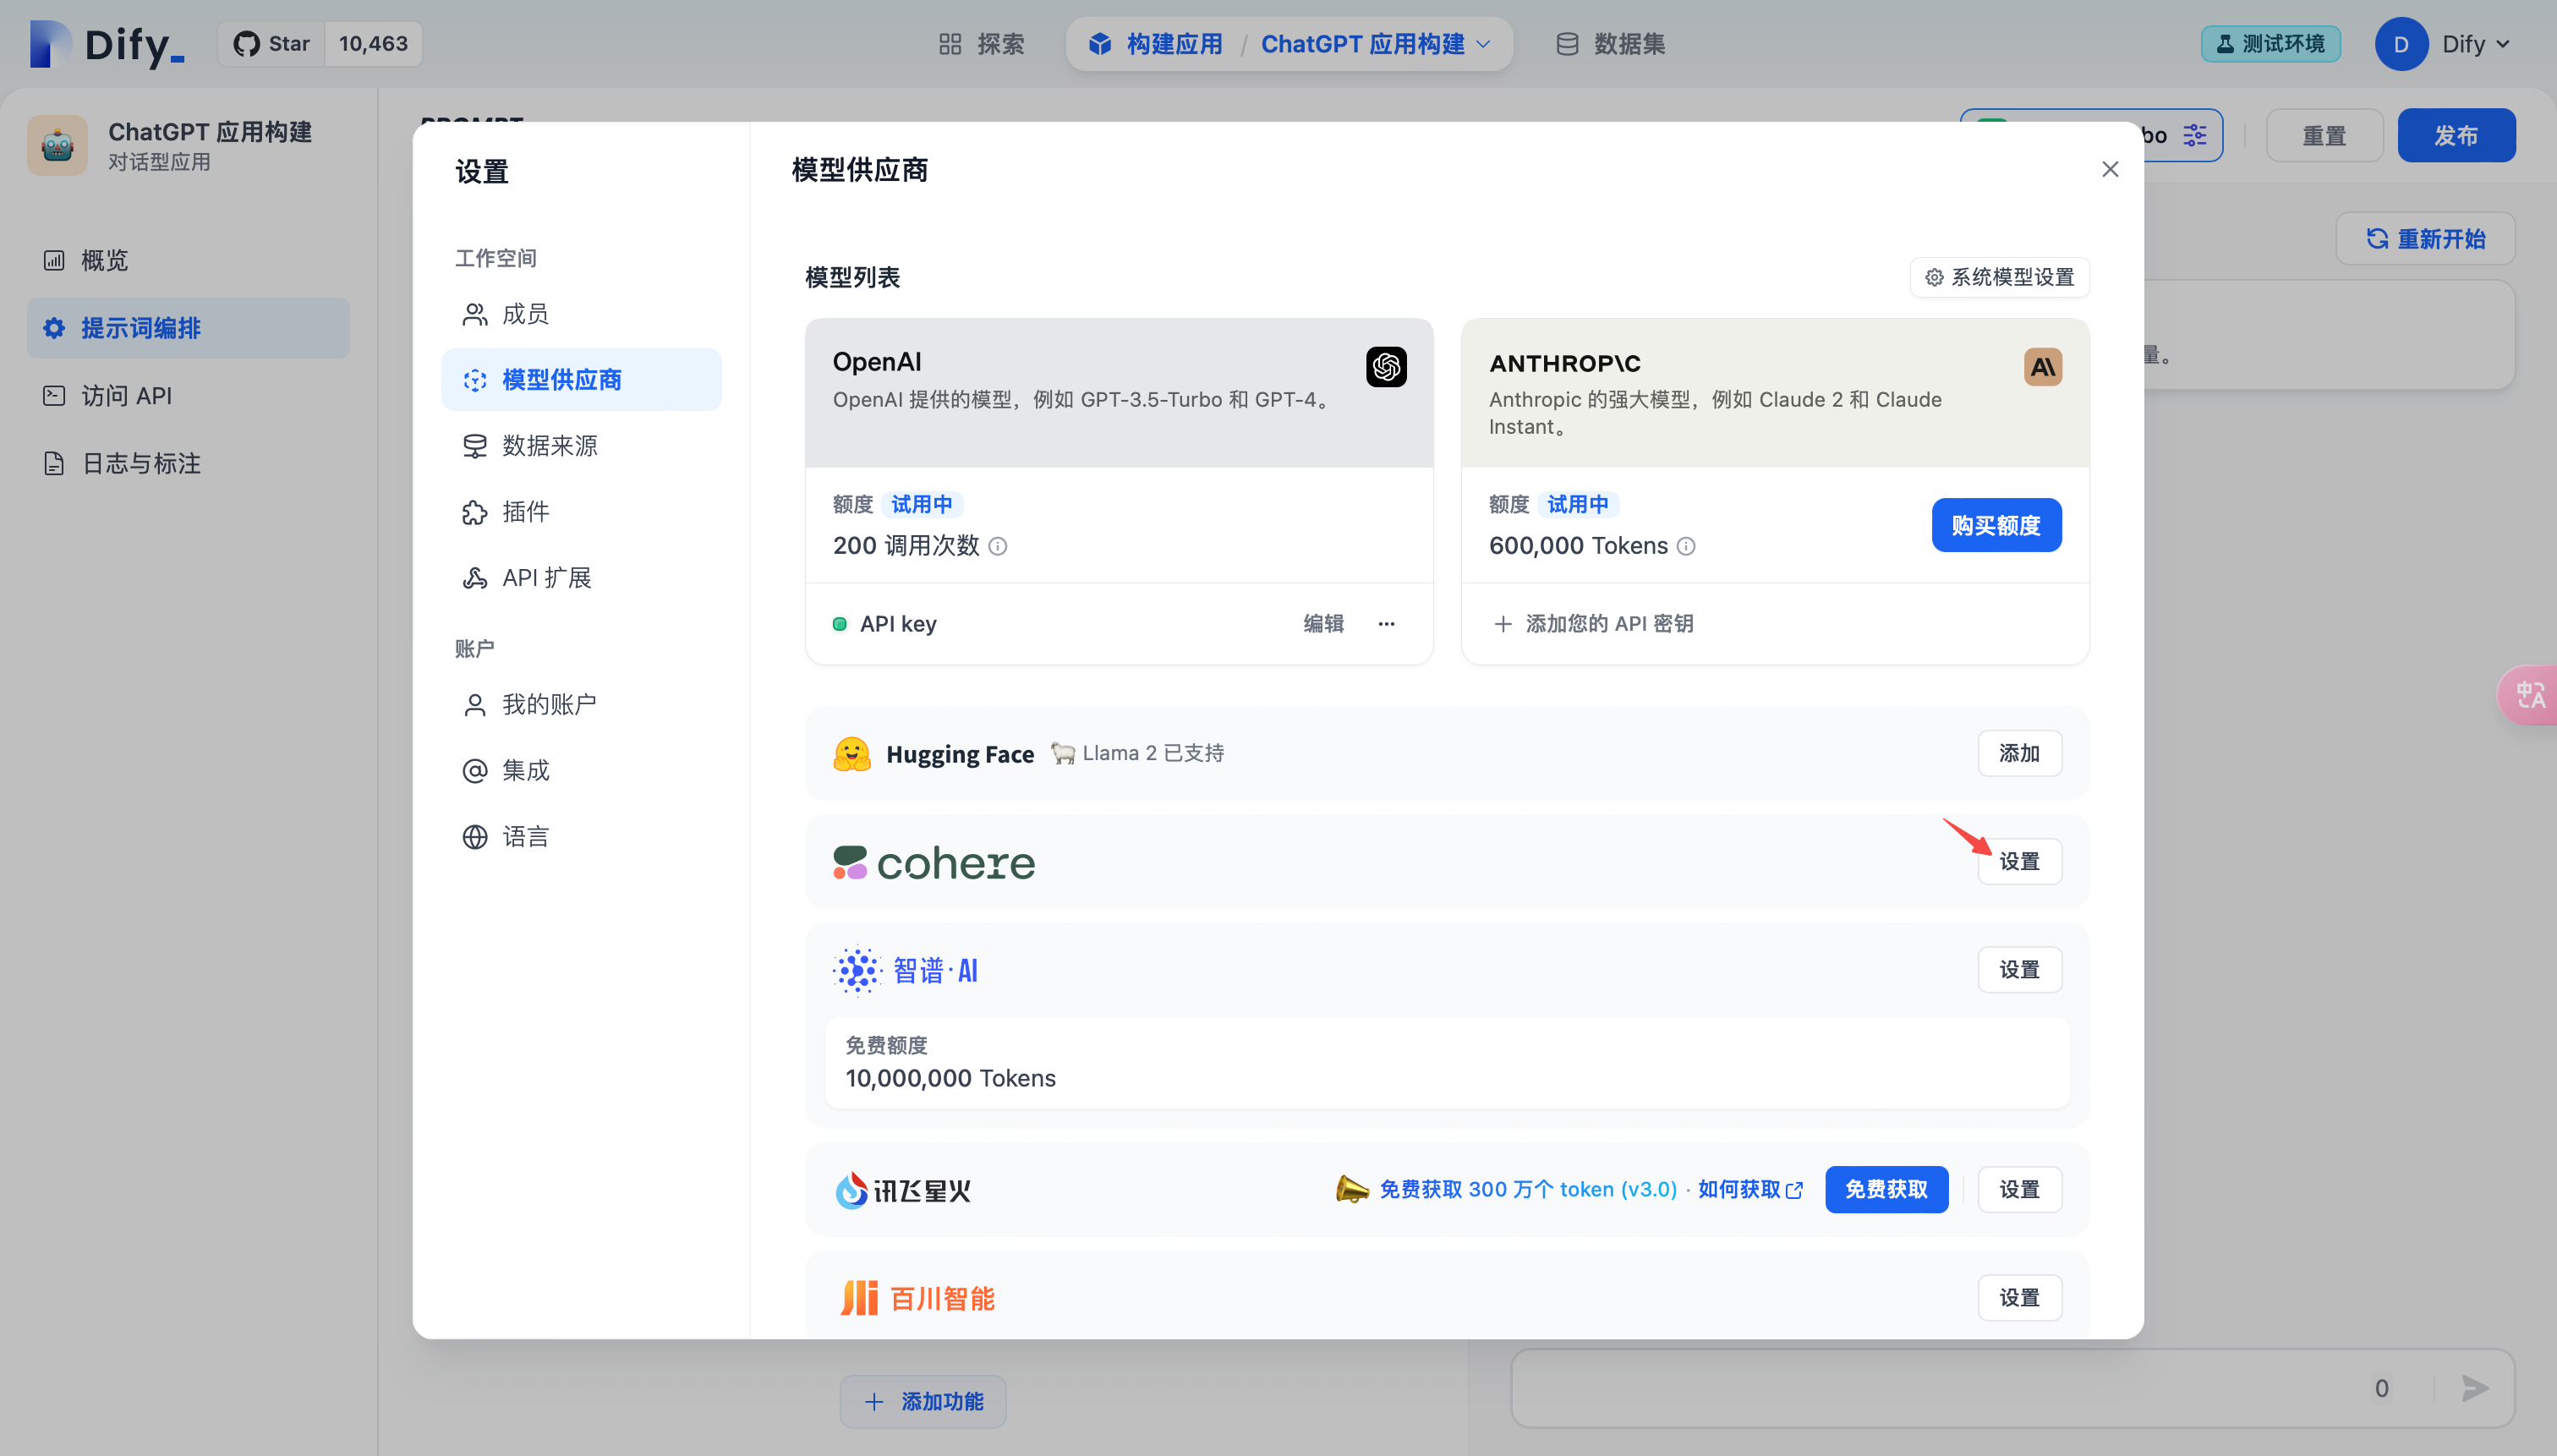 Dify_
Star
10,463
探索
构建应用 / ChatGPT 应用构建
数据集
测试环境
D
Dify
ChatGPT 应用构建
对话型应用
概览
提示词编排
访问 API
日志与标注
PROMPT
bo
重置
发布
重新开始
量。
设置
工作空间
成员
模型供应商
数据来源
插件
API 扩展
账户
我的账户
集成
语言
模型供应商
模型列表
系统模型设置
OpenAI
OpenAI 提供的模型，例如 GPT-3.5-Turbo 和 GPT-4。
额度 试用中
200 调用次数
API key
编辑
ANTHROP\C
Anthropic 的强大模型，例如 Claude 2 和 Claude
Instant。
额度 试用中
600,000 Tokens
购买额度
添加您的 API 密钥
Hugging Face
Llama 2 已支持
添加
cohere
设置
智谱·AI
设置
免费额度
10,000,000 Tokens
讯飞星火
免费获取 300 万个 token (v3.0) · 如何获取
免费获取
设置
百川智能
设置
添加功能
0
中A